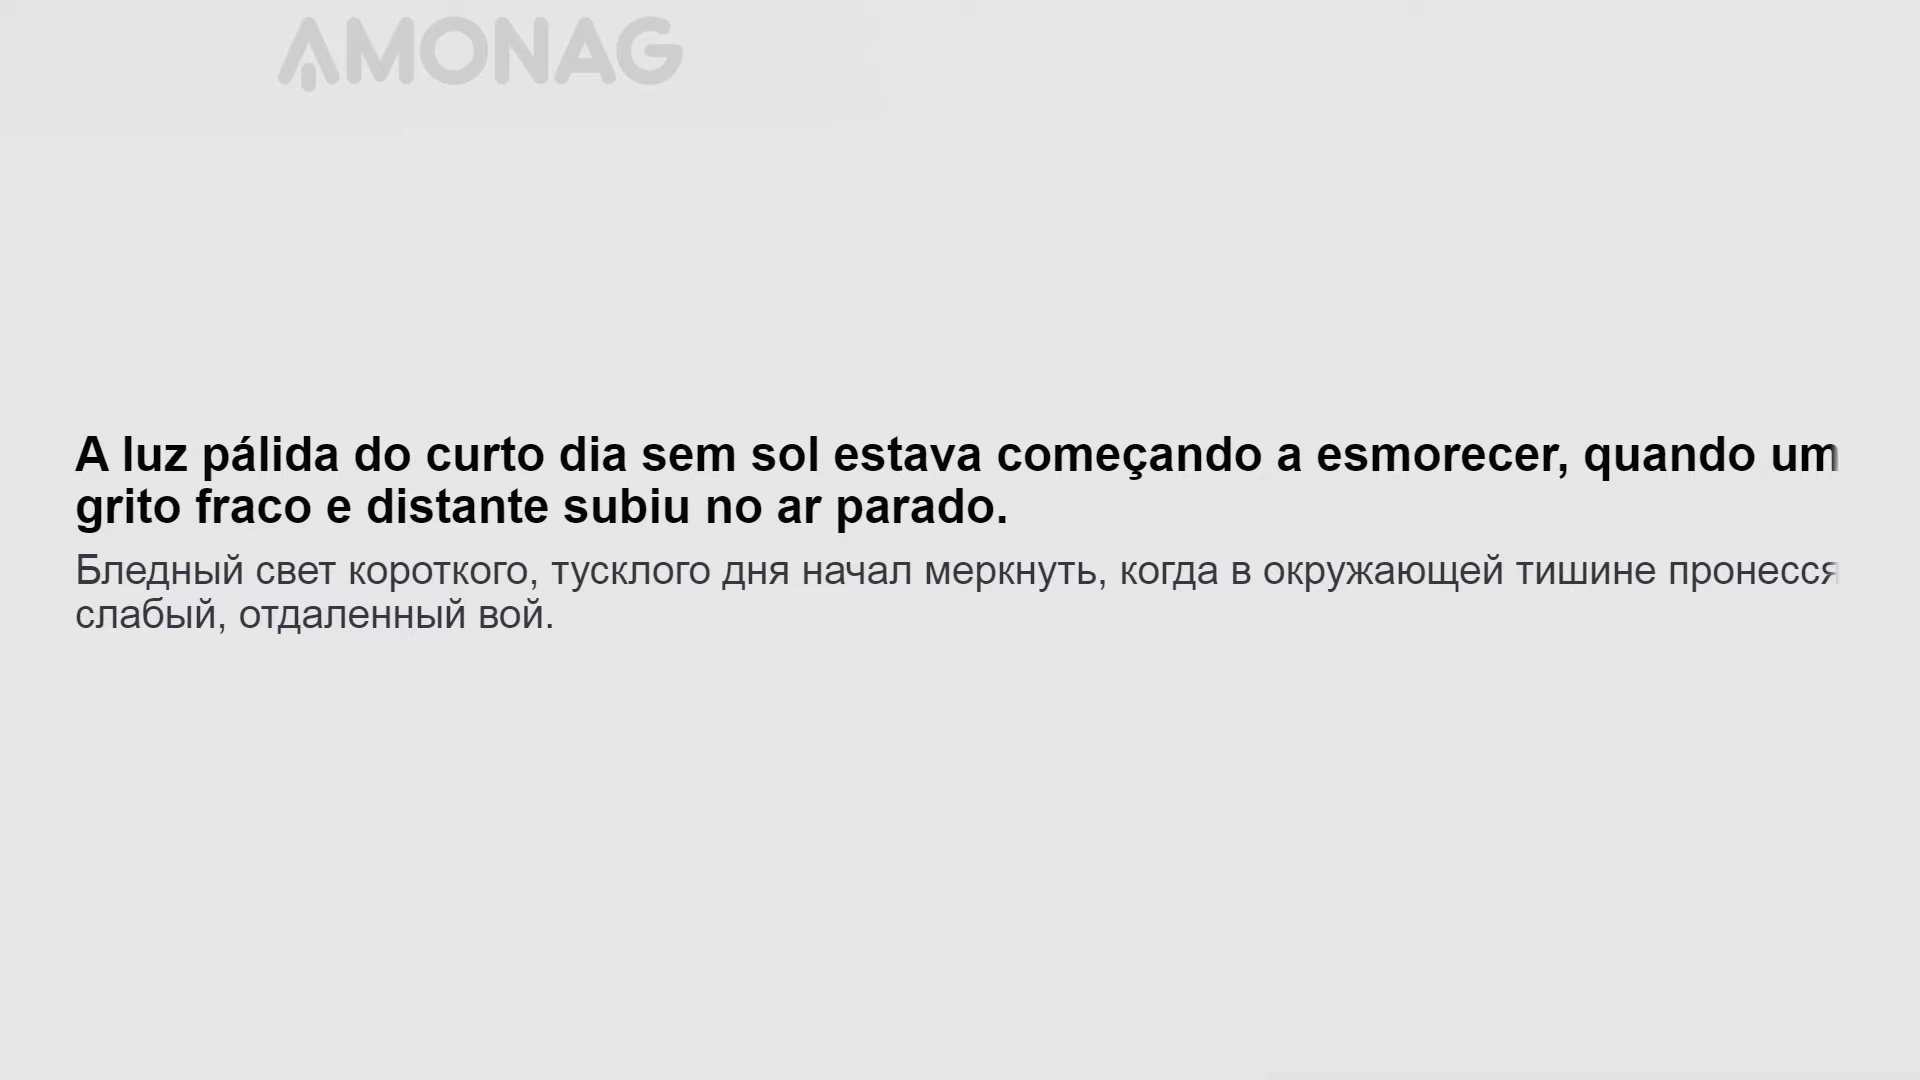 AMONAG
A luz pálida do curto dia sem sol estava começando a esmorecer, quando um
grito fraco e distante subiu no ar parado.
Бледный свет короткого, тусклого дня начал меркнуть, когда в окружающей тишине пронесся
слабый, отдаленный вой.